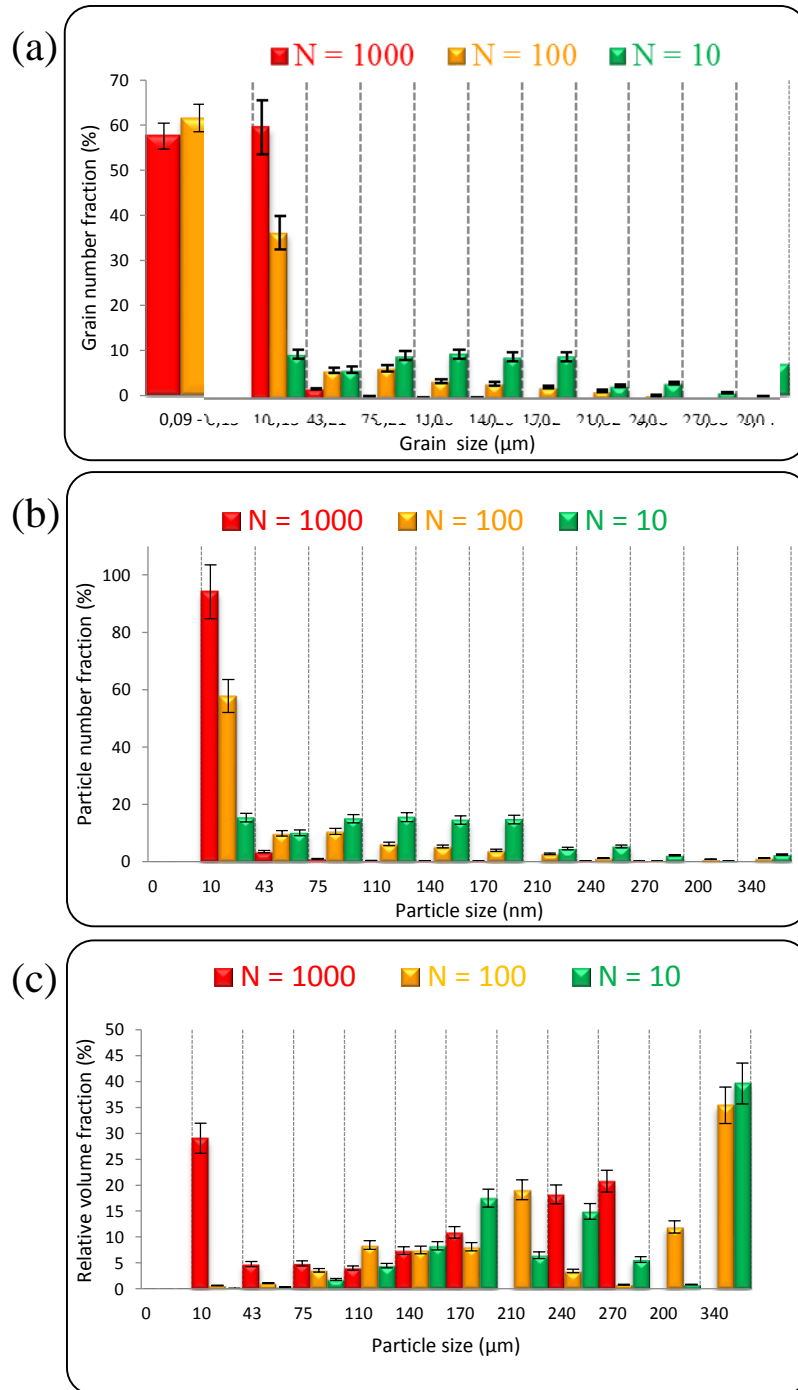 (a)
N = 1000 N = 100 N = 10
Grain number fraction (%)
70
60
50
40
30
20
10
0
0,09 -
Grain size (µm)
(b)
N = 1000 N = 100 N = 10
Particle number fraction (%)
100
80
60
40
20
0
0 10 43 75 110 140 170 210 240 270 200 340
Particle size (nm)
(c)
N = 1000 N = 100 N = 10
Relative volume fraction (%)
50
45
40
35
30
25
20
15
10
5
0
0 10 43 75 110 140 170 210 240 270 200 340
Particle size (µm)